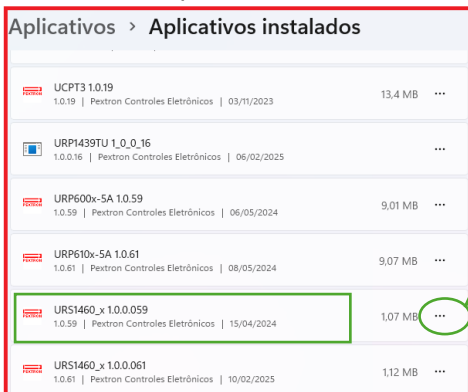 Aplicativos > Aplicativos instalados
UCPT3 1.0.19
1.0.19 | Pextron Controles Eletrônicos | 03/11/2023
13,4 MB
URP1439TU 1_0_0_16
1.0.0.16 | Pextron Controles Eletrônicos | 06/02/2025
URP600x-5A 1.0.59
1.0.59 | Pextron Controles Eletrônicos | 06/05/2024
9,01 MB
URP610x-5A 1.0.61
1.0.61 | Pextron Controles Eletrônicos | 08/05/2024
9,07 MB
URS1460_x 1.0.0.059
1.0.59 | Pextron Controles Eletrônicos | 15/04/2024
1,07 MB
URS1460_x 1.0.0.061
1.0.61 | Pextron Controles Eletrônicos | 10/02/2025
1,12 MB